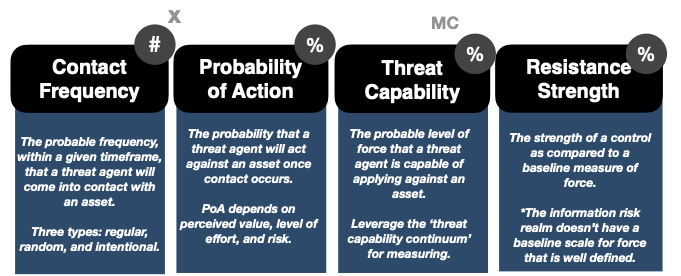 X
MC
#
%
%
%
Contact
Frequency
Probability
of Action
Threat
Capability
Resistance
Strength
The probable frequency,
within a given timeframe,
that a threat agent will
come into contact with
an asset.
Three types: regular,
random, and intentional.
The probability that a
threat agent will act
against an asset once
contact occurs.
PoA depends on
perceived value, level of
effort, and risk.
The probable level of
force that a threat
agent is capable of
applying against an
asset.
Leverage the ‘threat
capability continuum’
for measuring.
The strength of a control
as compared to a
baseline measure of
force.
*The information risk
realm doesn’t have a
baseline scale for force
that is well defined.